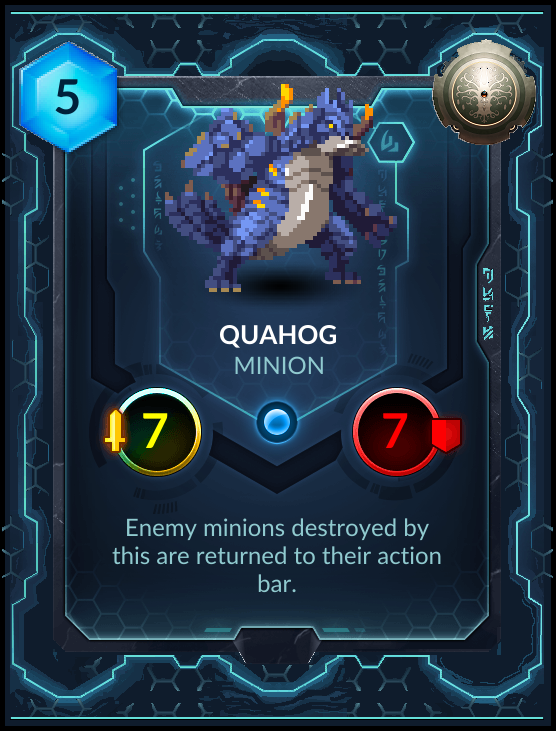 5
QUAHOG
MINION
7
7
Enemy minions destroyed by
this are returned to their action
bar.